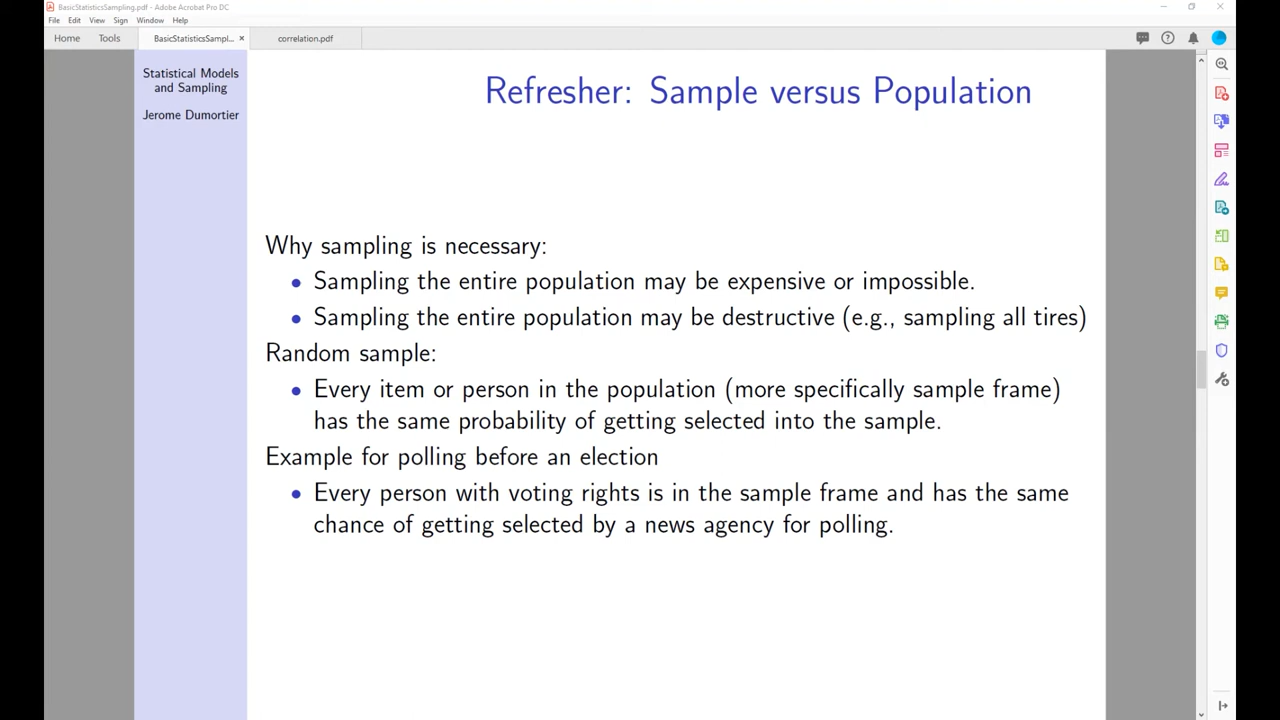 BasicStatisticsSampling.pdf - Adobe Acrobat Pro DC
File Edit View Sign Window Help
Home Tools BasicStatisticsSampl... × correlation.pdf
Statistical Models
and Sampling
Jerome Dumortier
Refresher: Sample versus Population
Why sampling is necessary:
• Sampling the entire population may be expensive or impossible.
• Sampling the entire population may be destructive (e.g., sampling all tires)
Random sample:
• Every item or person in the population (more specifically sample frame)
has the same probability of getting selected into the sample.
Example for polling before an election
• Every person with voting rights is in the sample frame and has the same
chance of getting selected by a news agency for polling.